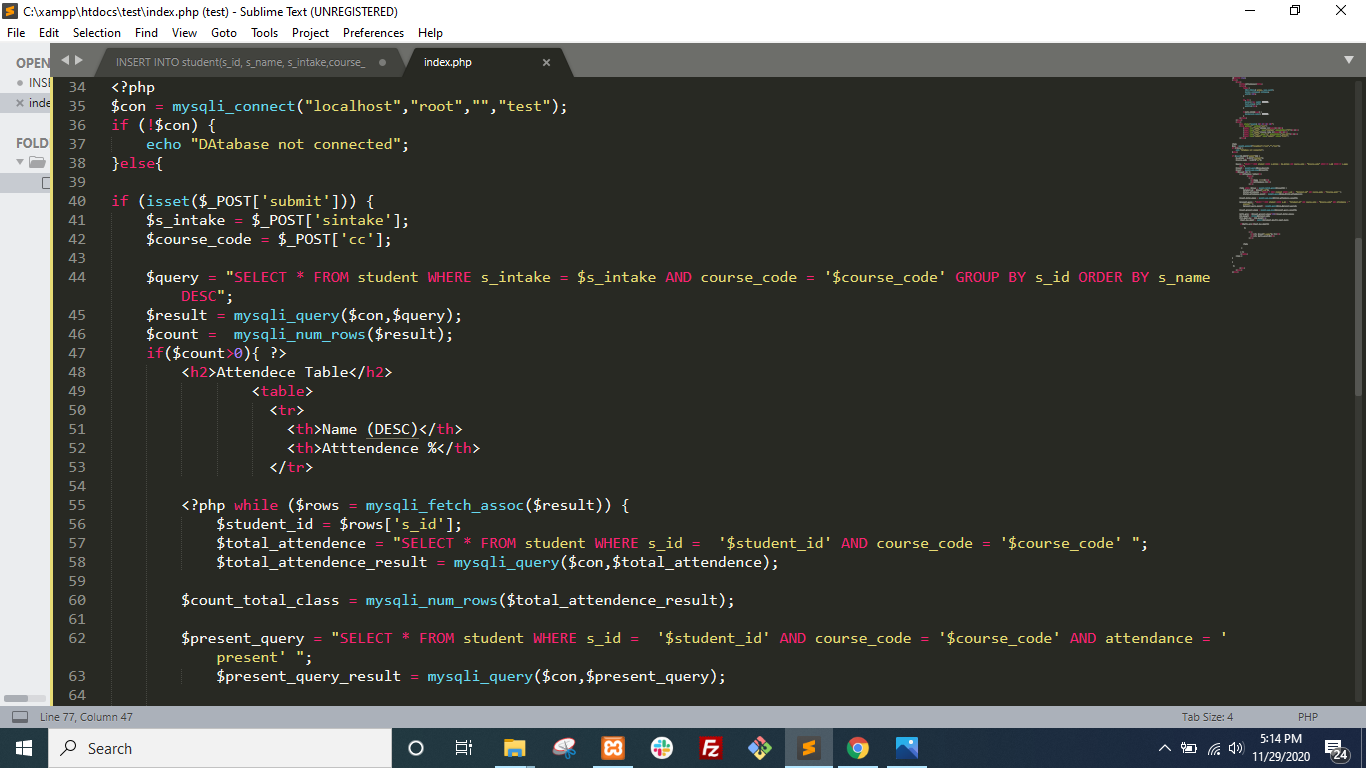 C:\xampp\htdocs\test\index.php (test) - Sublime Text (UNREGISTERED)
File Edit Selection Find View Goto Tools Project Preferences Help
OPEN
INSE
inde
FOLD
INSERT INTO student(s_id, s_name, s_intake,course_
index.php
34 <?php
35 $con = mysqli_connect("localhost","root","","test");
36 if (!$con) {
37 echo "DAtabase not connected";
38 }else{
39
40 if (isset($_POST['submit'])) {
41 $s_intake = $_POST['sintake'];
42 $course_code = $_POST['cc'];
43
44 $query = "SELECT * FROM student WHERE s_intake = $s_intake AND course_code = '$course_code' GROUP BY s_id ORDER BY s_name
DESC";
45 $result = mysqli_query($con,$query);
46 $count =  mysqli_num_rows($result);
47 if($count>0){ ?>
48 <h2>Attendece Table</h2>
49 <table>
50 <tr>
51 <th>Name (DESC)</th>
52 <th>Atttendence %</th>
53 </tr>
54
55 <?php while ($rows = mysqli_fetch_assoc($result)) {
56 $student_id = $rows['s_id'];
57 $total_attendence = "SELECT * FROM student WHERE s_id =  '$student_id' AND course_code = '$course_code' ";
58 $total_attendence_result = mysqli_query($con,$total_attendence);
59
60 $count_total_class = mysqli_num_rows($total_attendence_result);
61
62 $present_query = "SELECT * FROM student WHERE s_id =  '$student_id' AND course_code = '$course_code' AND attendance = '
present' ";
63 $present_query_result = mysqli_query($con,$present_query);
64
Line 77, Column 47
Tab Size: 4
PHP
Search
5:14 PM
11/29/2020
24